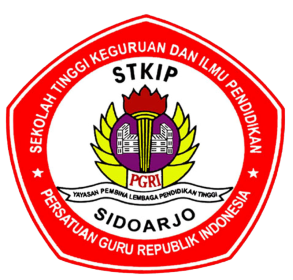 SEKOLAH TINGGI KEGURUAN DAN ILMU PENDIDIKAN
STKIP
PGRI
YAYASAN PEMBINA LEMBAGA PENDIDIKAN TINGGI
SIDOARJO
PERSATUAN GURU REPUBLIK INDONESIA